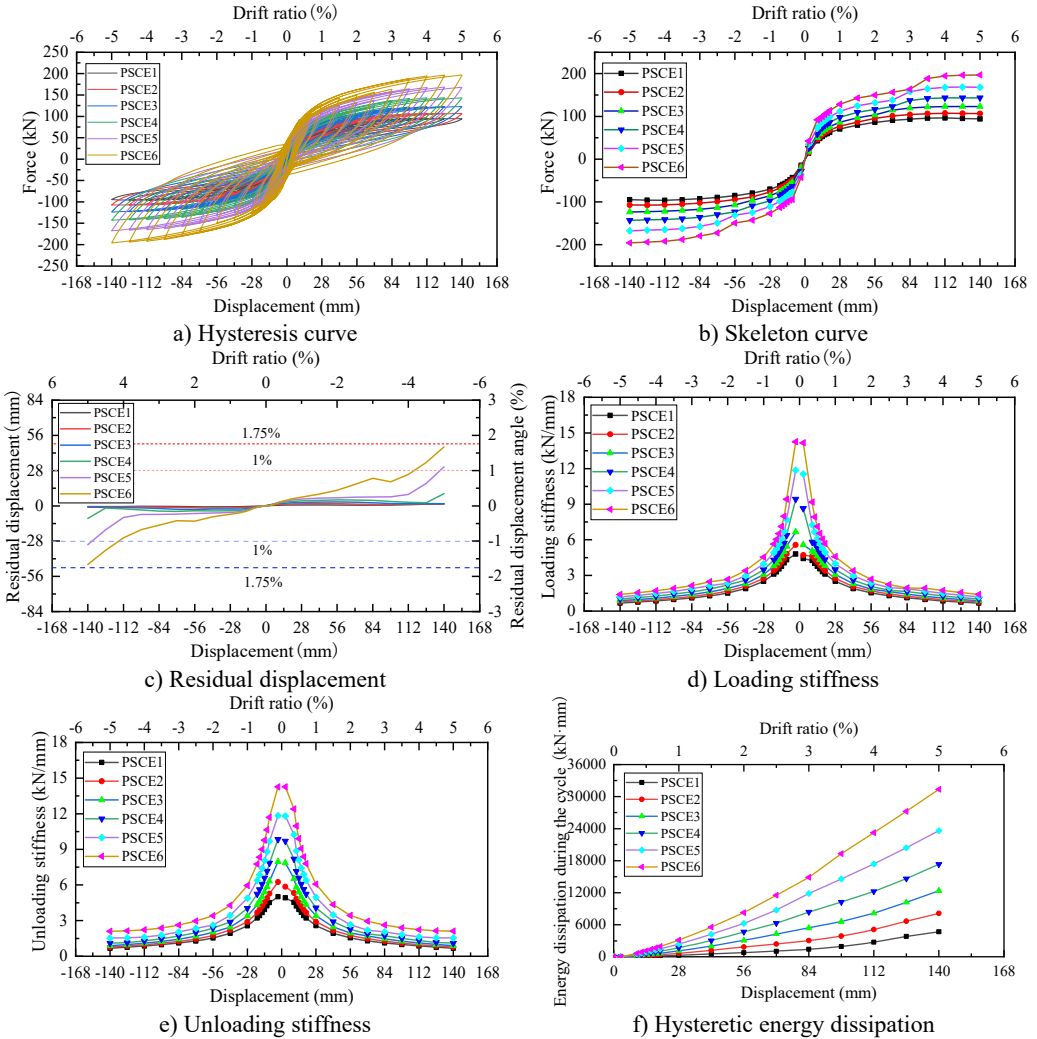 Drift ratio (%)
-6 -5 -4 -3 -2 -1 0 1 2 3 4 5 6
250
200
150
100
50
0
-50
-100
-150
-200
-250
Force (kN)
PSCE1
PSCE2
PSCE3
PSCE4
PSCE5
PSCE6
-168 -140 -112 -84 -56 -28 0 28 56 84 112 140 168
Displacement (mm)
a) Hysteresis curve
Drift ratio (%)
-6 -5 -4 -3 -2 -1 0 1 2 3 4 5 6
250
200
150
100
50
0
-50
-100
-150
-200
-250
Force (kN)
PSCE1
PSCE2
PSCE3
PSCE4
PSCE5
PSCE6
-168 -140 -112 -84 -56 -28 0 28 56 84 112 140 168
Displacement (mm)
b) Skeleton curve
Drift ratio (%)
6 4 2 0 -2 -4 -6
84
56
28
0
-28
-56
-84
Residual displacement (mm)
PSCE1
PSCE2
PSCE3
PSCE4
PSCE5
PSCE6
1.75%
1%
1%
1.75%
3
2
1
0
-1
-2
-3
Residual displacement angle (%)
-168 -140 -112 -84 -56 -28 0 28 56 84 112 140 168
Displacement (mm)
c) Residual displacement
Drift ratio (%)
-6 -5 -4 -3 -2 -1 0 1 2 3 4 5 6
18
15
12
9
6
3
0
Loading stiffness (kN/mm)
PSCE1
PSCE2
PSCE3
PSCE4
PSCE5
PSCE6
-168 -140 -112 -84 -56 -28 0 28 56 84 112 140 168
Displacement (mm)
d) Loading stiffness
Drift ratio (%)
-6 -5 -4 -3 -2 -1 0 1 2 3 4 5 6
18
15
12
9
6
3
0
Unloading stiffness (kN/mm)
PSCE1
PSCE2
PSCE3
PSCE4
PSCE5
PSCE6
-168 -140 -112 -84 -56 -28 0 28 56 84 112 140 168
Displacement (mm)
e) Unloading stiffness
Drift ratio (%)
0 0 1 2 3 4 5 6
36000
30000
24000
18000
12000
6000
0
Energy dissipation during the cycle (kN·mm)
PSCE1
PSCE2
PSCE3
PSCE4
PSCE5
PSCE6
0 28 56 84 112 140 168
Displacement (mm)
f) Hysteretic energy dissipation